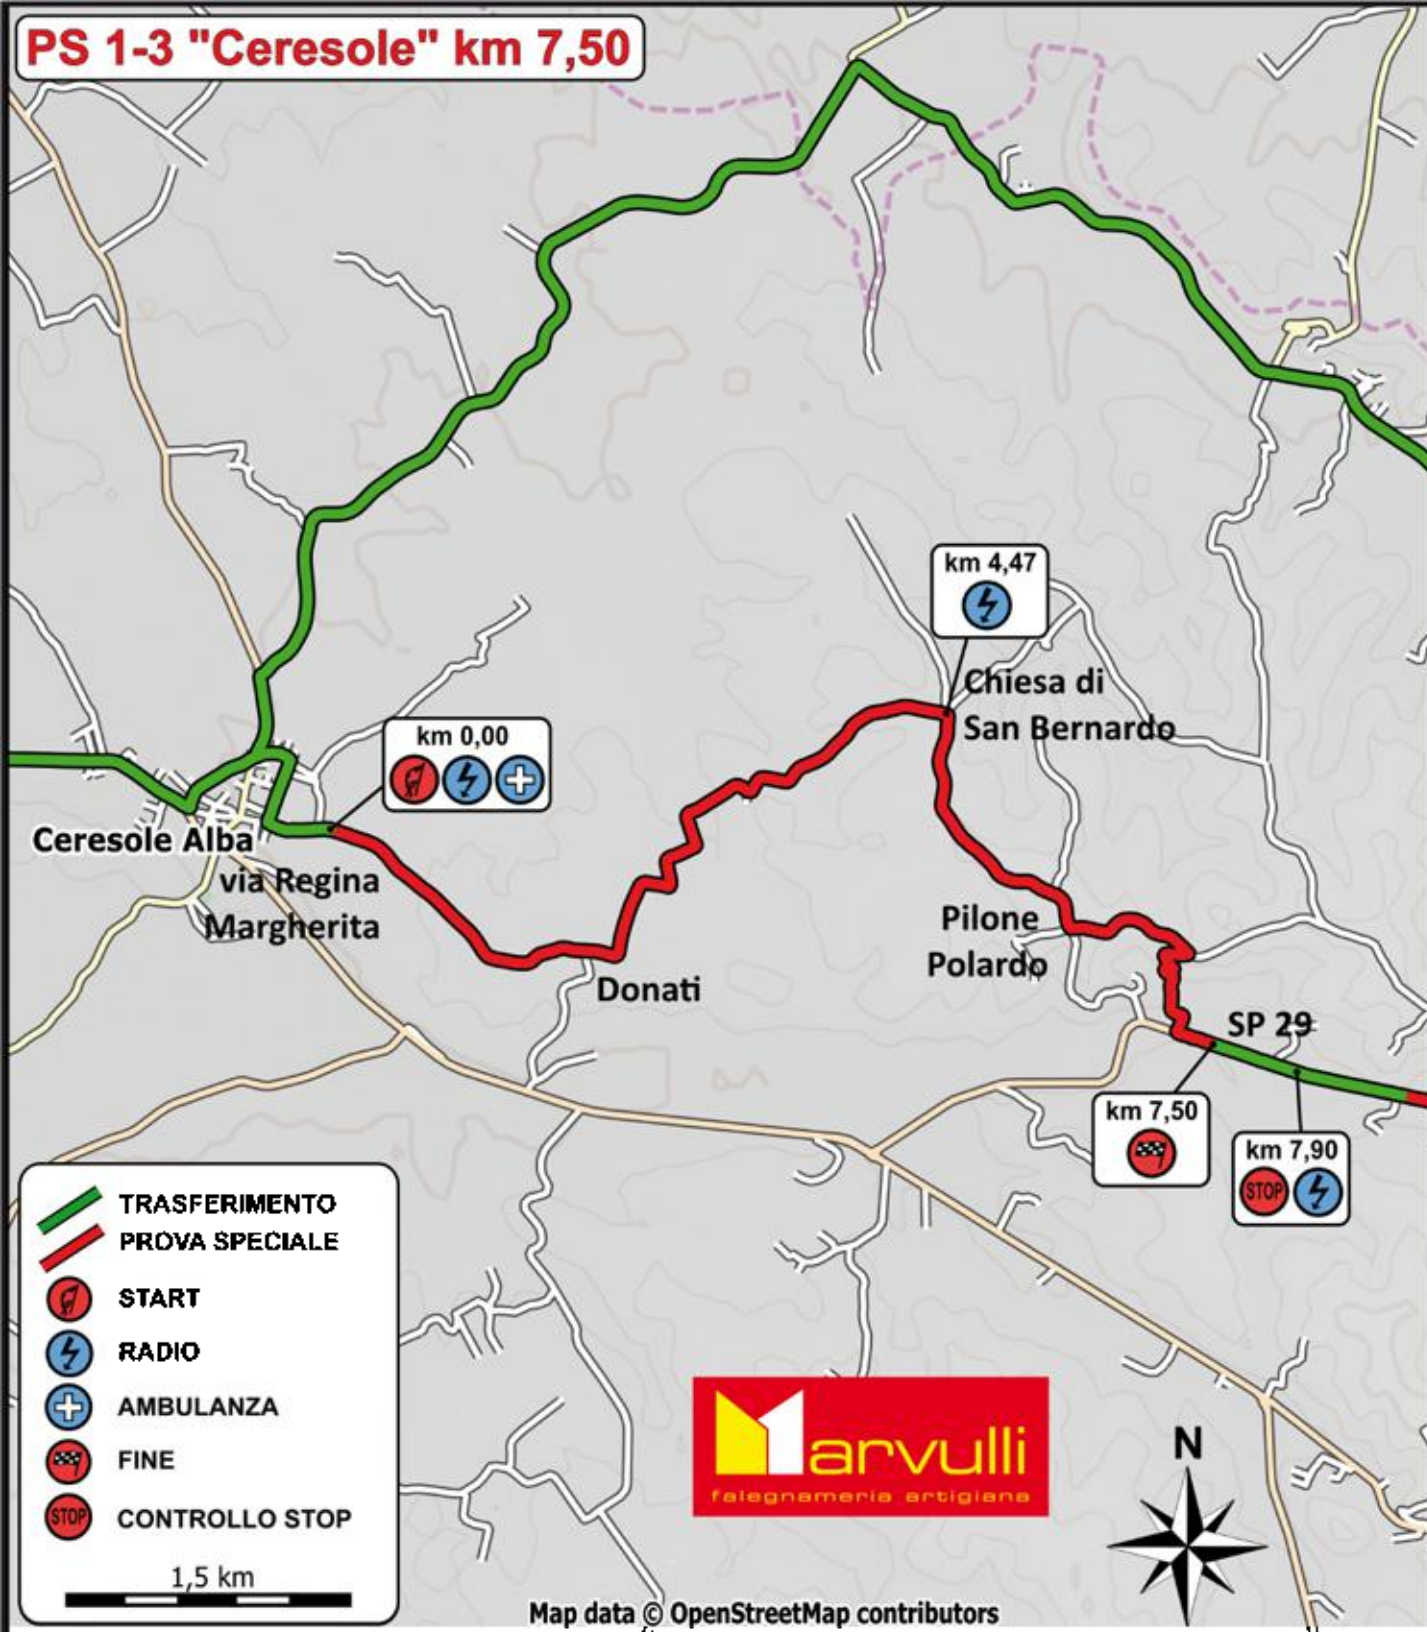 PS 1-3 "Ceresole" km 7,50
km 4,47
Chiesa di
San Bernardo
km 0,00
Ceresole Alba
via Regina
Margherita
Pilone
Polardo
Donati
SP 29
km 7,50
km 7,90
STOP
TRASFERIMENTO
PROVA SPECIALE
START
RADIO
AMBULANZA
FINE
STOP
CONTROLLO STOP
1,5 km
Marvulli
falegnameria artigiana
N
Map data © OpenStreetMap contributors